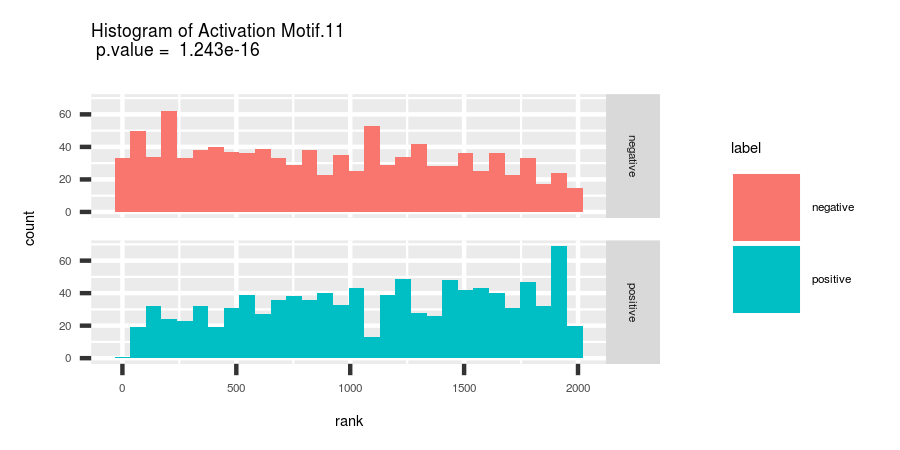 Histogram of Activation Motif.11
p.value =  1.243e-16
count
60
40
20
0
negative
60
40
20
0
positive
0 500 1000 1500 2000
rank
label
negative
positive